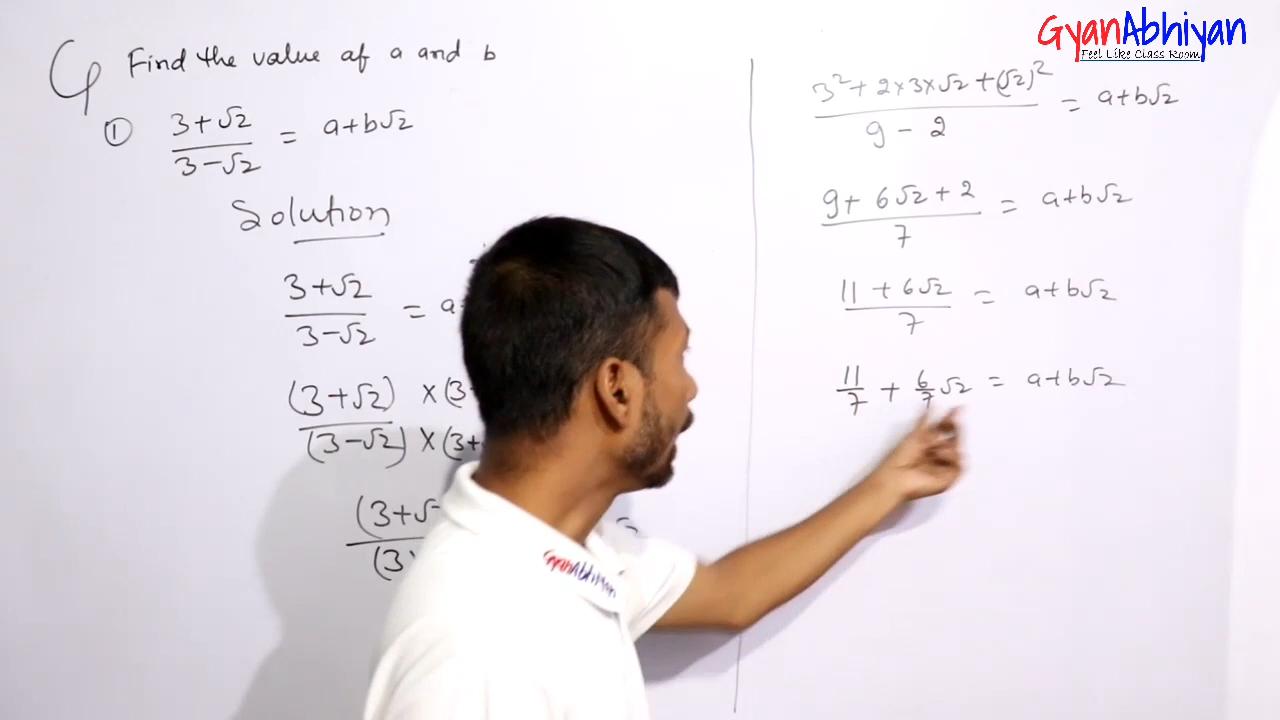 GyanAbhiyan
Feel Like Class Room
Q Find the value of a and b
① 3+√2 / 3-√2 = a+b√2
Solution
3+√2 / 3-√2 = a
(3+√2) / (3-√2) × (3 / × (3+
(3+√ / (3 =
3² + 2×3×√2 + (√2)² / 9 - 2 = a+b√2
9 + 6√2 + 2 / 7 = a+b√2
11 + 6√2 / 7 = a+b√2
11/7 + 6/7 √2 = a+b√2
GyanAbhiyan